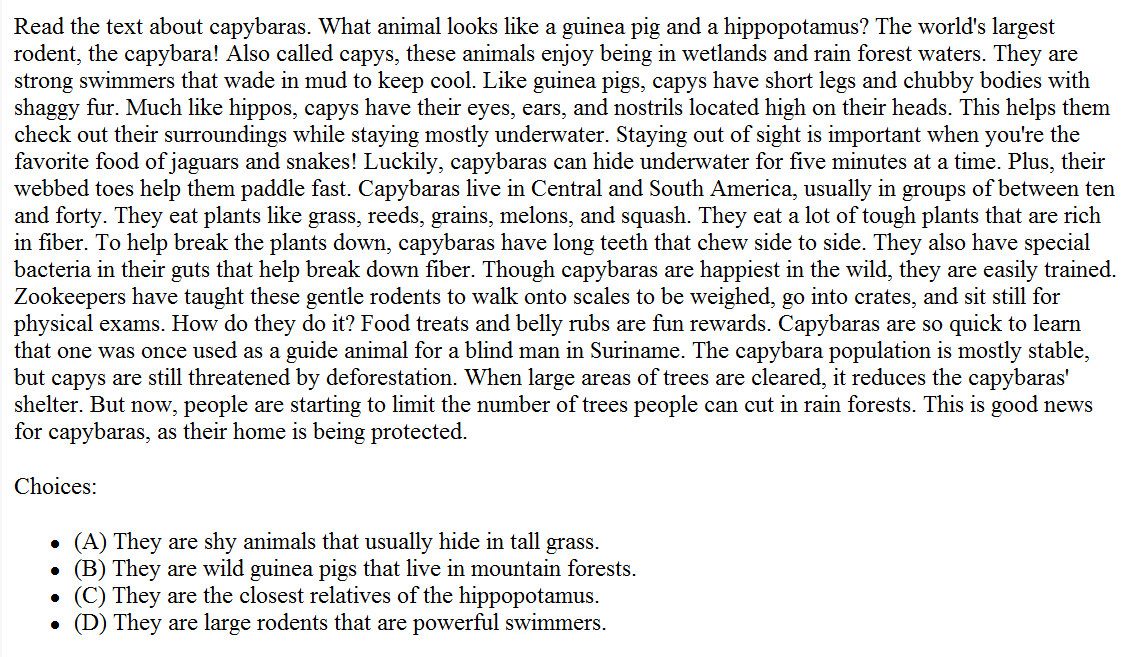 Read the text about capybaras. What animal looks like a guinea pig and a hippopotamus? The world's largest
rodent, the capybara! Also called capys, these animals enjoy being in wetlands and rain forest waters. They are
strong swimmers that wade in mud to keep cool. Like guinea pigs, capys have short legs and chubby bodies with
shaggy fur. Much like hippos, capys have their eyes, ears, and nostrils located high on their heads. This helps them
check out their surroundings while staying mostly underwater. Staying out of sight is important when you're the
favorite food of jaguars and snakes! Luckily, capybaras can hide underwater for five minutes at a time. Plus, their
webbed toes help them paddle fast. Capybaras live in Central and South America, usually in groups of between ten
and forty. They eat plants like grass, reeds, grains, melons, and squash. They eat a lot of tough plants that are rich
in fiber. To help break the plants down, capybaras have long teeth that chew side to side. They also have special
bacteria in their guts that help break down fiber. Though capybaras are happiest in the wild, they are easily trained.
Zookeepers have taught these gentle rodents to walk onto scales to be weighed, go into crates, and sit still for
physical exams. How do they do it? Food treats and belly rubs are fun rewards. Capybaras are so quick to learn
that one was once used as a guide animal for a blind man in Suriname. The capybara population is mostly stable,
but capys are still threatened by deforestation. When large areas of trees are cleared, it reduces the capybaras'
shelter. But now, people are starting to limit the number of trees people can cut in rain forests. This is good news
for capybaras, as their home is being protected.
Choices:
• (A) They are shy animals that usually hide in tall grass.
• (B) They are wild guinea pigs that live in mountain forests.
• (C) They are the closest relatives of the hippopotamus.
• (D) They are large rodents that are powerful swimmers.